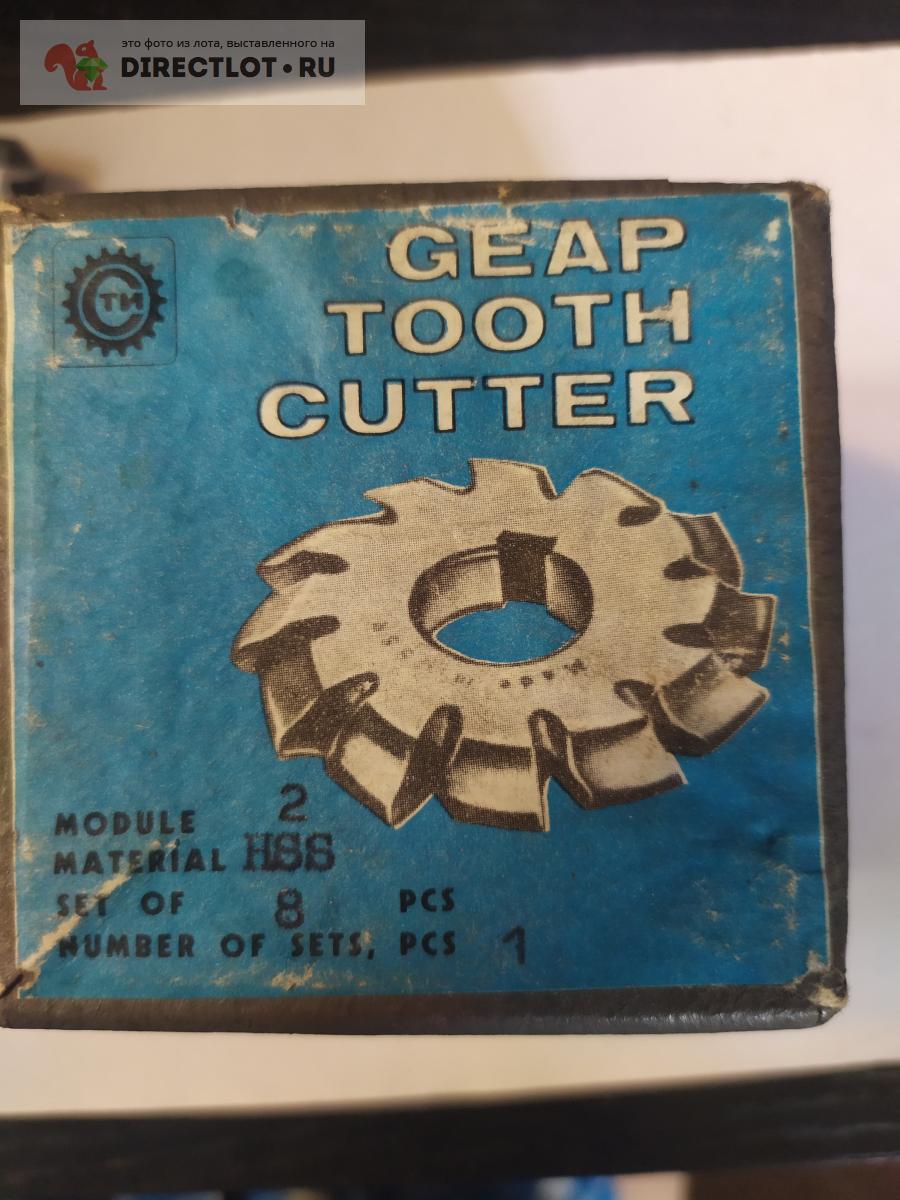 это фото из лота, выставленного на
DIRECTLOT•RU
СТИ
GEAP
TOOTH
CUTTER
MODULE 2
MATERIAL HSS
SET OF 8 PCS
NUMBER OF SETS, PCS 1